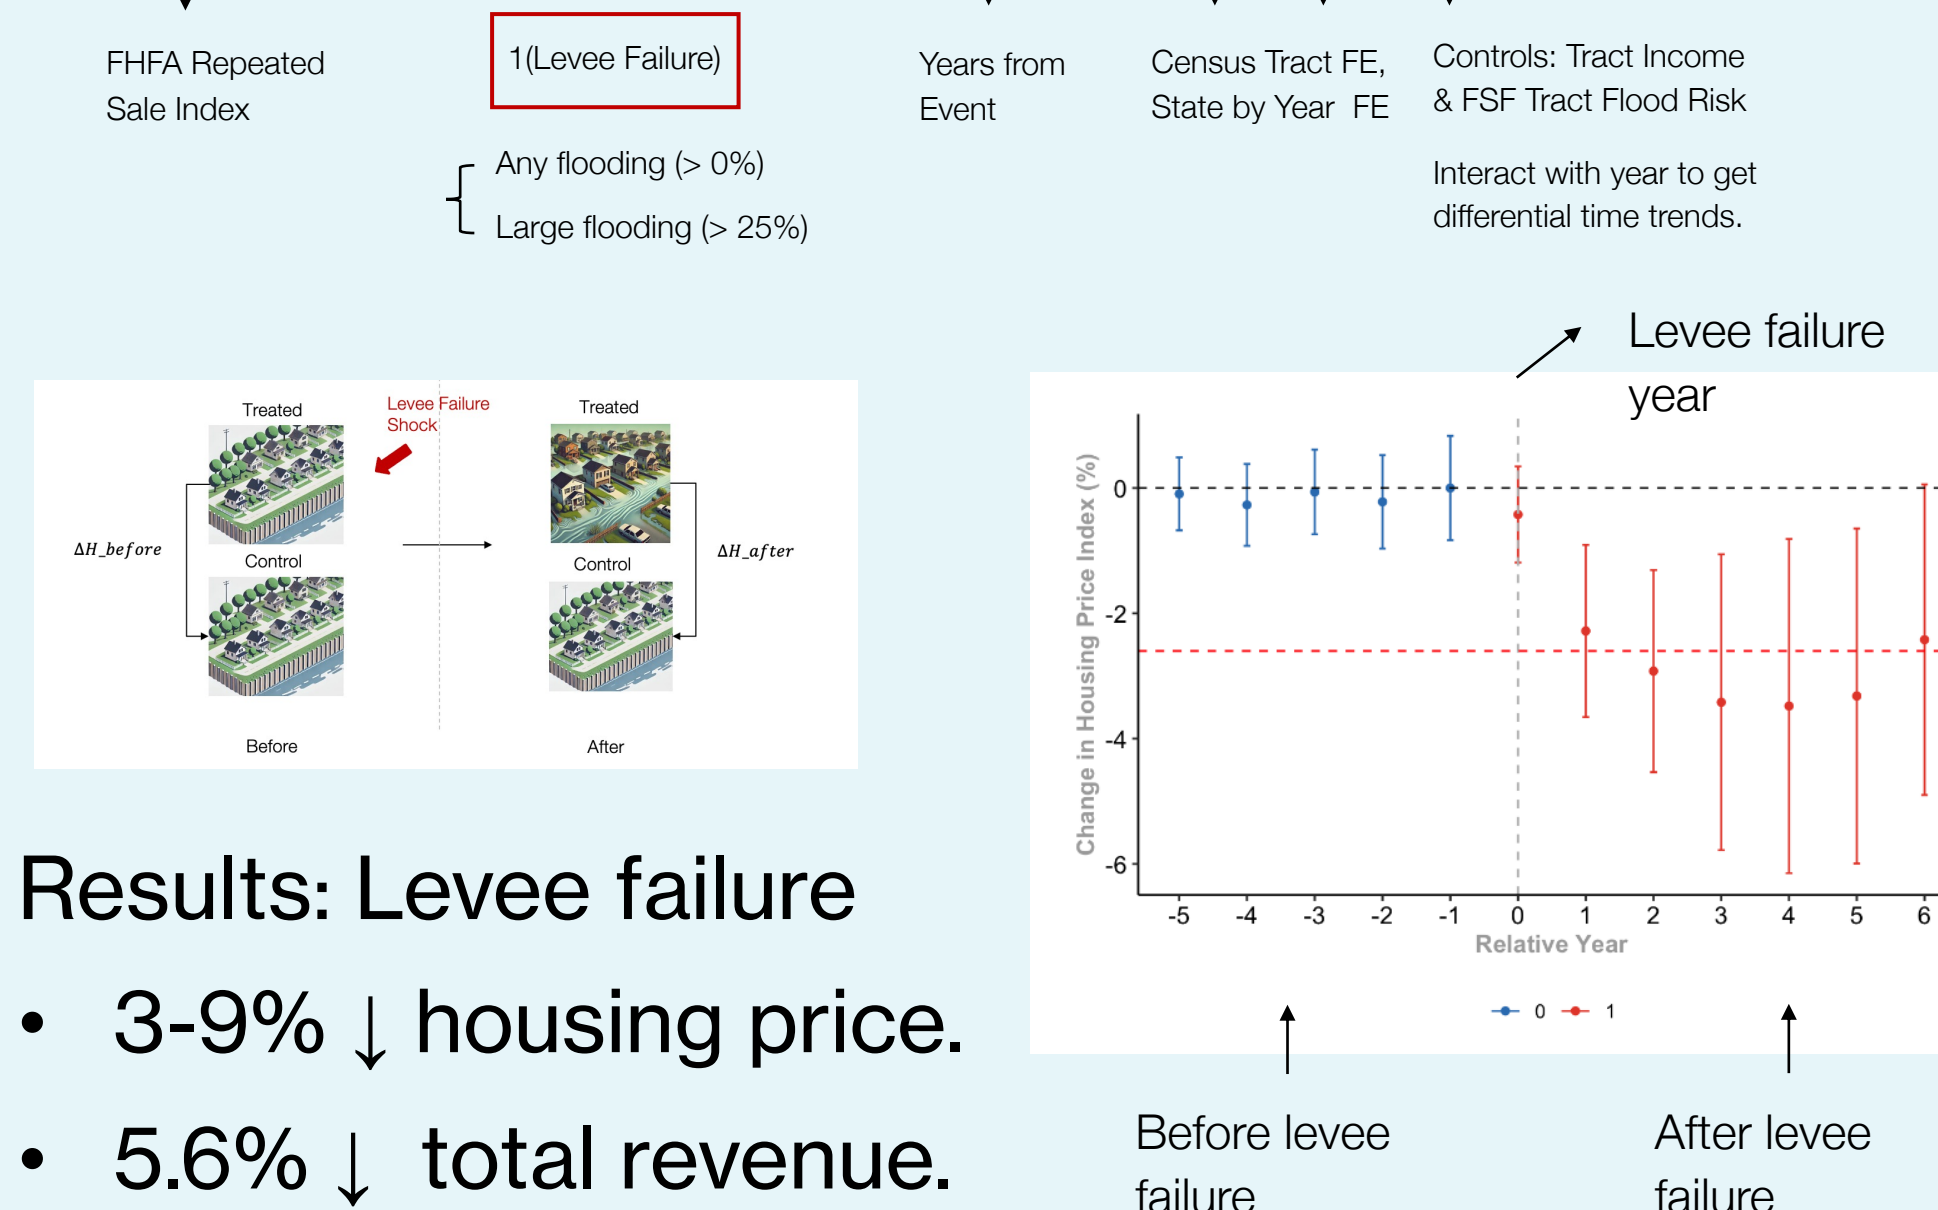 FHFA Repeated
Sale Index
1(Levee Failure)
Any flooding (> 0%)
Large flooding (> 25%)
Years from
Event
Census Tract FE,
State by Year FE
Controls: Tract Income
& FSF Tract Flood Risk
Interact with year to get
differential time trends.
Treated
Levee Failure
Shock
Treated
ΔH_before
Control
Control
ΔH_after
Before
After
Levee failure
year
Change in Housing Price Index (%)
0
-2
-4
-6
-5 -4 -3 -2 -1 0 1 2 3 4 5 6
Relative Year
0 1
Before levee
failure
After levee
failure
Results: Levee failure
• 3-9% ↓ housing price.
• 5.6% ↓ total revenue.